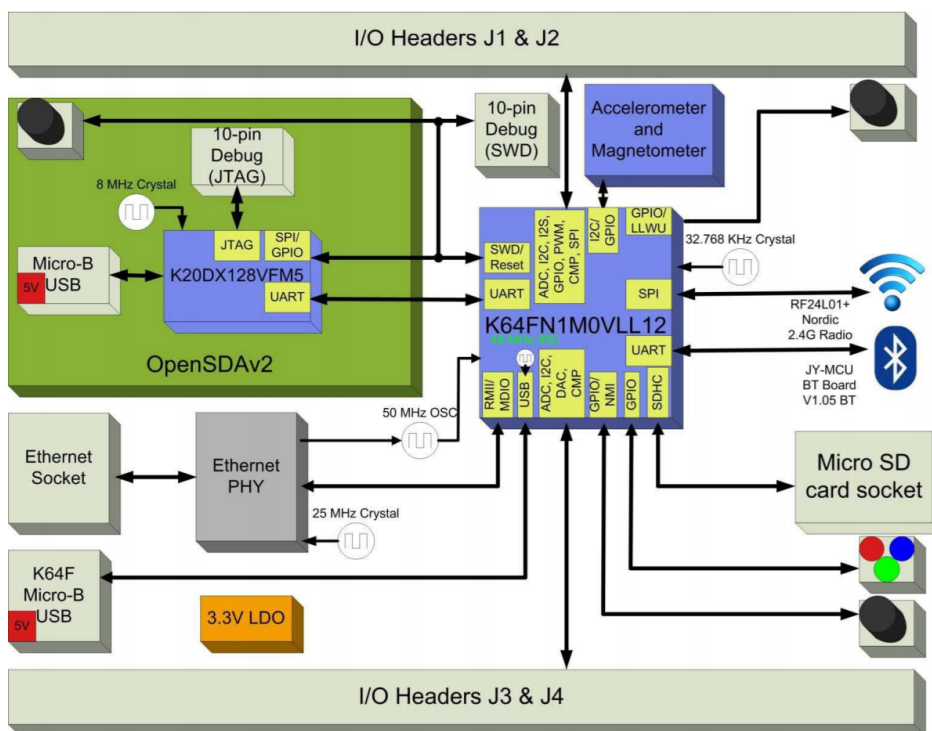 I/O Headers J1 & J2
10-pin
Debug
(JTAG)
10-pin
Debug
(SWD)
Accelerometer
and
Magnetometer
8 MHz Crystal
JTAG
SPI/
GPIO
K20DX128VFM5
UART
Micro-B
USB
5V
OpenSDAv2
SWD/
Reset
ADC, I2C, I2S,
GPIO, PWM,
CMP, SPI
I2C/
GPIO
GPIO/
LLWU
32.768 KHz Crystal
UART
SPI
K64FN1M0VLL12
UART
RF24L01+
Nordic
2.4G Radio
JY-MCU
BT Board
V1.05 BT
RMII/
MDIO
USB
ADC, I2C,
DAC,
CMP
GPIO/
NMI
GPIO
SDHC
50 MHz OSC
Ethernet
Socket
Ethernet
PHY
25 MHz Crystal
Micro SD
card socket
K64F
Micro-B
USB
5V
3.3V LDO
I/O Headers J3 & J4